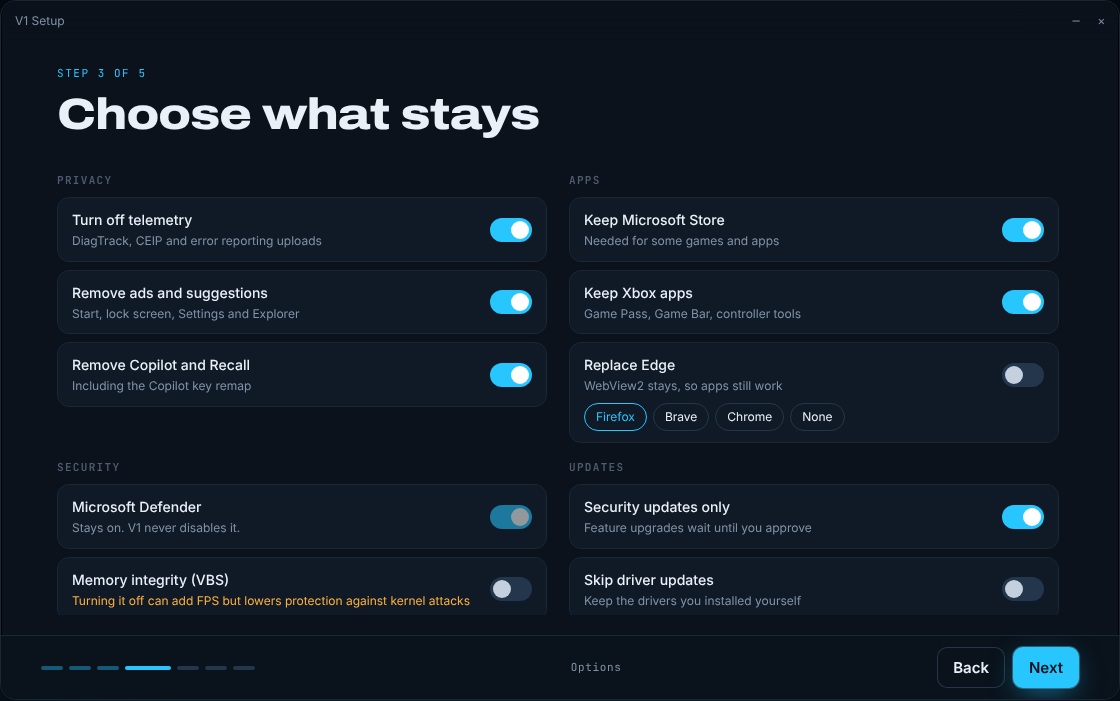 V1 Setup
STEP 3 OF 5
Choose what stays
PRIVACY
Turn off telemetry
DiagTrack, CEIP and error reporting uploads
Remove ads and suggestions
Start, lock screen, Settings and Explorer
Remove Copilot and Recall
Including the Copilot key remap
APPS
Keep Microsoft Store
Needed for some games and apps
Keep Xbox apps
Game Pass, Game Bar, controller tools
Replace Edge
WebView2 stays, so apps still work
Firefox Brave Chrome None
SECURITY
Microsoft Defender
Stays on. V1 never disables it.
Memory integrity (VBS)
Turning it off can add FPS but lowers protection against kernel attacks
UPDATES
Security updates only
Feature upgrades wait until you approve
Skip driver updates
Keep the drivers you installed yourself
Options
Back
Next